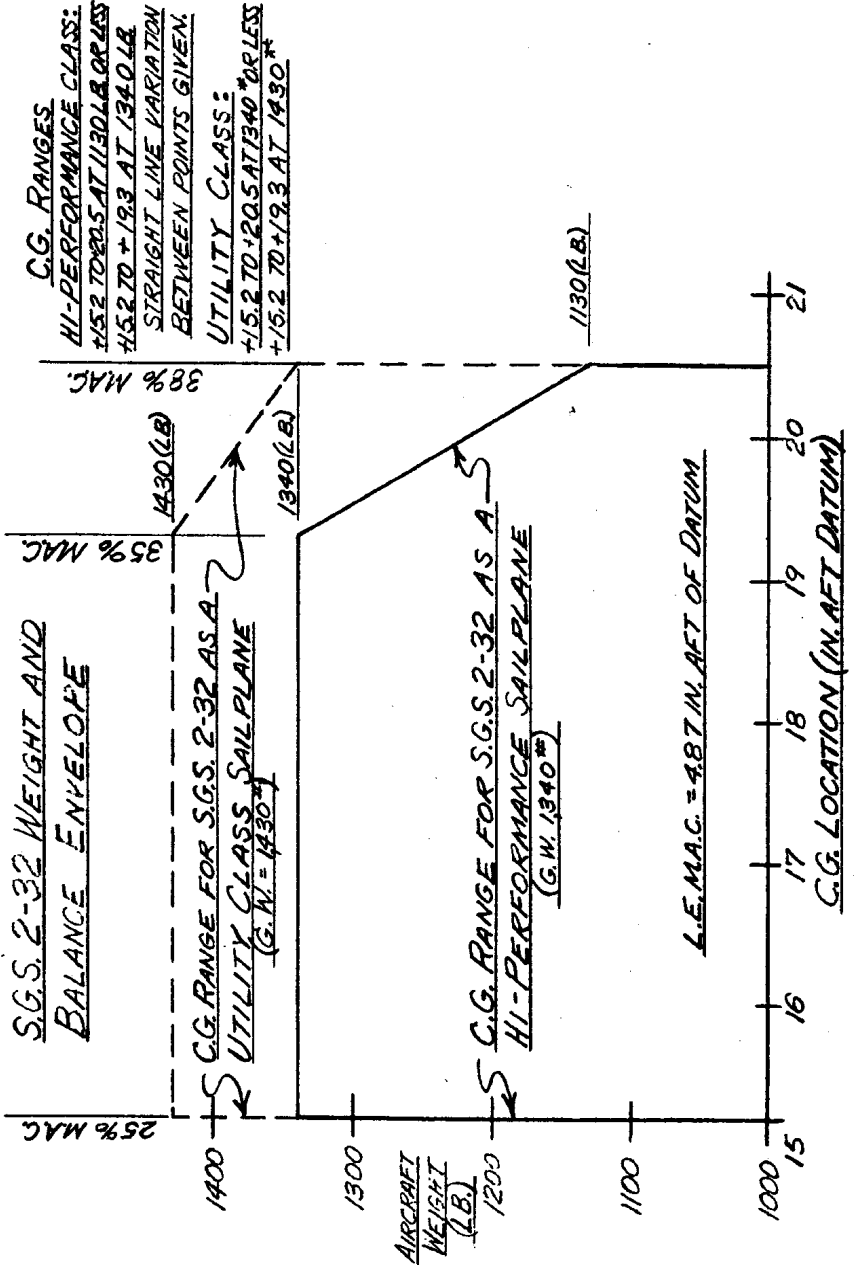 S.G.S. 2-32 WEIGHT AND
BALANCE ENVELOPE
C.G. RANGES
HI-PERFORMANCE CLASS:
+15.2 TO +20.5 AT 1130 LB. OR LESS
+15.2 TO +19.3 AT 1340 LB.
STRAIGHT LINE VARIATION
BETWEEN POINTS GIVEN.
UTILITY CLASS:
+15.2 TO +20.5 AT 1340# OR LESS
+15.2 TO +19.3 AT 1430#
25% MAC.
35% MAC.
38% MAC.
1430 (LB)
1340 (LB.)
1130 (LB.)
C.G. RANGE FOR S.G.S. 2-32 AS A
UTILITY CLASS SAILPLANE
(G.W. = 1,430#)
C.G. RANGE FOR S.G.S. 2-32 AS A
HI-PERFORMANCE SAILPLANE
(G.W. 1,340#)
L.E. M.A.C. = 4.87 IN. AFT OF DATUM
AIRCRAFT
WEIGHT
(LB.)
1400
1300
1200
1100
1000
15
16
17
18
19
20
21
C.G. LOCATION (IN. AFT DATUM)